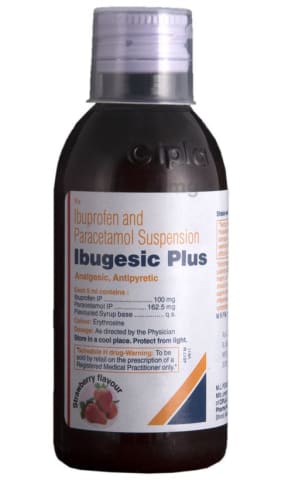 Cipla
Rx
Ibuprofen and
Paracetamol Suspension
Ibugesic Plus
Analgesic, Antipyretic
Each 5 ml contains :
Ibuprofen IP 100 mg
Paracetamol IP 162.5 mg
Flavoured Syrup base q.s.
Colour: Erythrosine
Dosage: As directed by the Physician
Store in a cool place. Protect from light.
"Schedule H drug-Warning: To be
sold by retail on the prescription of a
Registered Medical Practitioner only."
Strawberry flavour